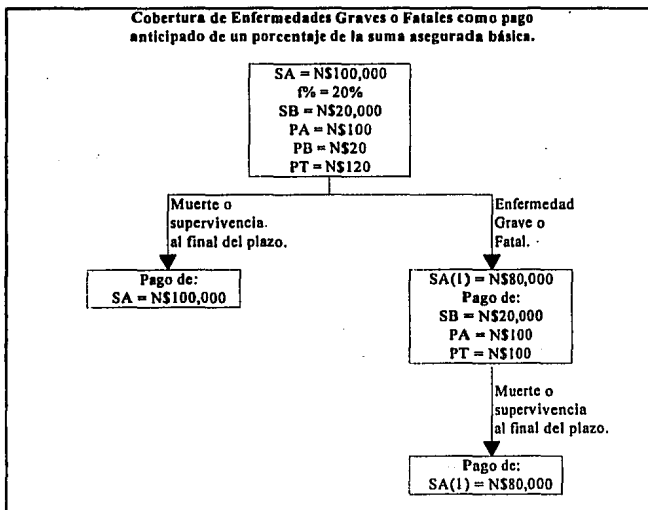 Cobertura de Enfermedades Graves o Fatales como pago
anticipado de un porcentaje de la suma asegurada básica.
SA = N$100,000
f% = 20%
SB = N$20,000
PA = N$100
PB = N$20
PT = N$120
Muerte o
supervivencia.
al final del plazo.
Pago de:
SA = N$100,000
Enfermedad
Grave o
Fatal.
SA(1) = N$80,000
Pago de:
SB = N$20,000
PA = N$100
PT = N$100
Muerte o
supervivencia
al final del plazo.
Pago de:
SA(1) = N$80,000